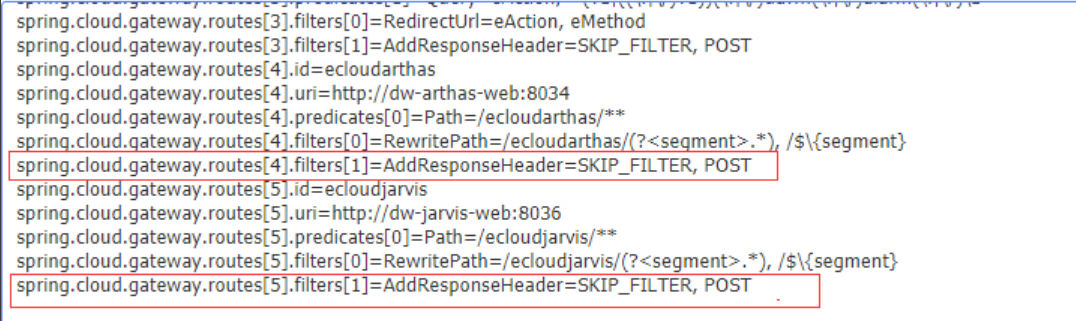 spring.cloud.gateway.routes[3].filters[0]=RedirectUrl=eAction, eMethod
spring.cloud.gateway.routes[3].filters[1]=AddResponseHeader=SKIP_FILTER, POST
spring.cloud.gateway.routes[4].id=ecloudarthas
spring.cloud.gateway.routes[4].uri=http://dw-arthas-web:8034
spring.cloud.gateway.routes[4].predicates[0]=Path=/ecloudarthas/**
spring.cloud.gateway.routes[4].filters[0]=RewritePath=/ecloudarthas/(?<segment>.*), /$\{segment}
spring.cloud.gateway.routes[4].filters[1]=AddResponseHeader=SKIP_FILTER, POST
spring.cloud.gateway.routes[5].id=ecloudjarvis
spring.cloud.gateway.routes[5].uri=http://dw-jarvis-web:8036
spring.cloud.gateway.routes[5].predicates[0]=Path=/ecloudjarvis/**
spring.cloud.gateway.routes[5].filters[0]=RewritePath=/ecloudjarvis/(?<segment>.*), /$\{segment}
spring.cloud.gateway.routes[5].filters[1]=AddResponseHeader=SKIP_FILTER, POST